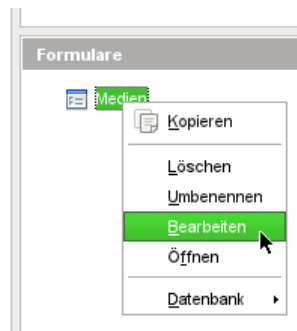 Formulare
Medien
Kopieren
Löschen
Umbenennen
Bearbeiten
Öffnen
Datenbank